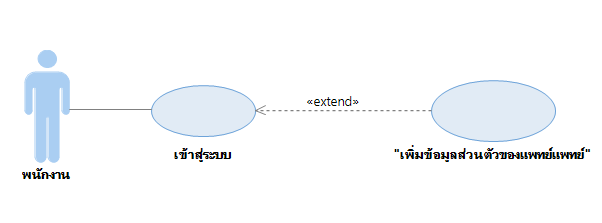 «extend»
เข้าสู่ระบบ
"เพิ่มข้อมูลส่วนตัวของแพทย์แพทย์"
พนักงาน